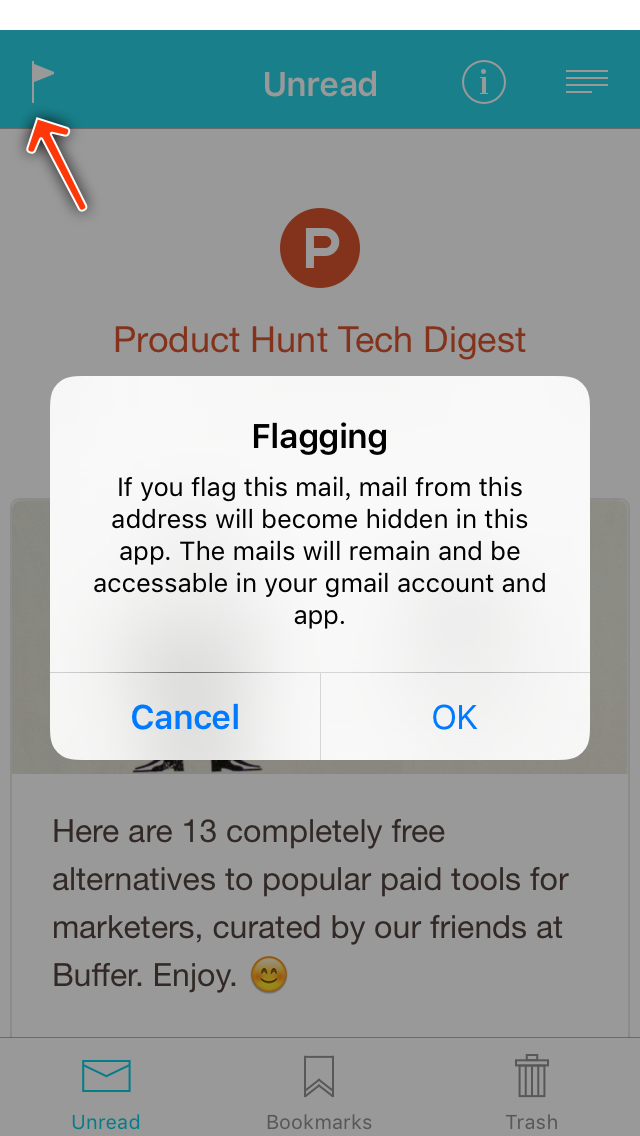 Unread
P
Product Hunt Tech Digest
Flagging
If you flag this mail, mail from this
address will become hidden in this
app. The mails will remain and be
accessable in your gmail account and
app.
Cancel
OK
Here are 13 completely free
alternatives to popular paid tools for
marketers, curated by our friends at
Buffer. Enjoy. 😊
Unread
Bookmarks
Trash